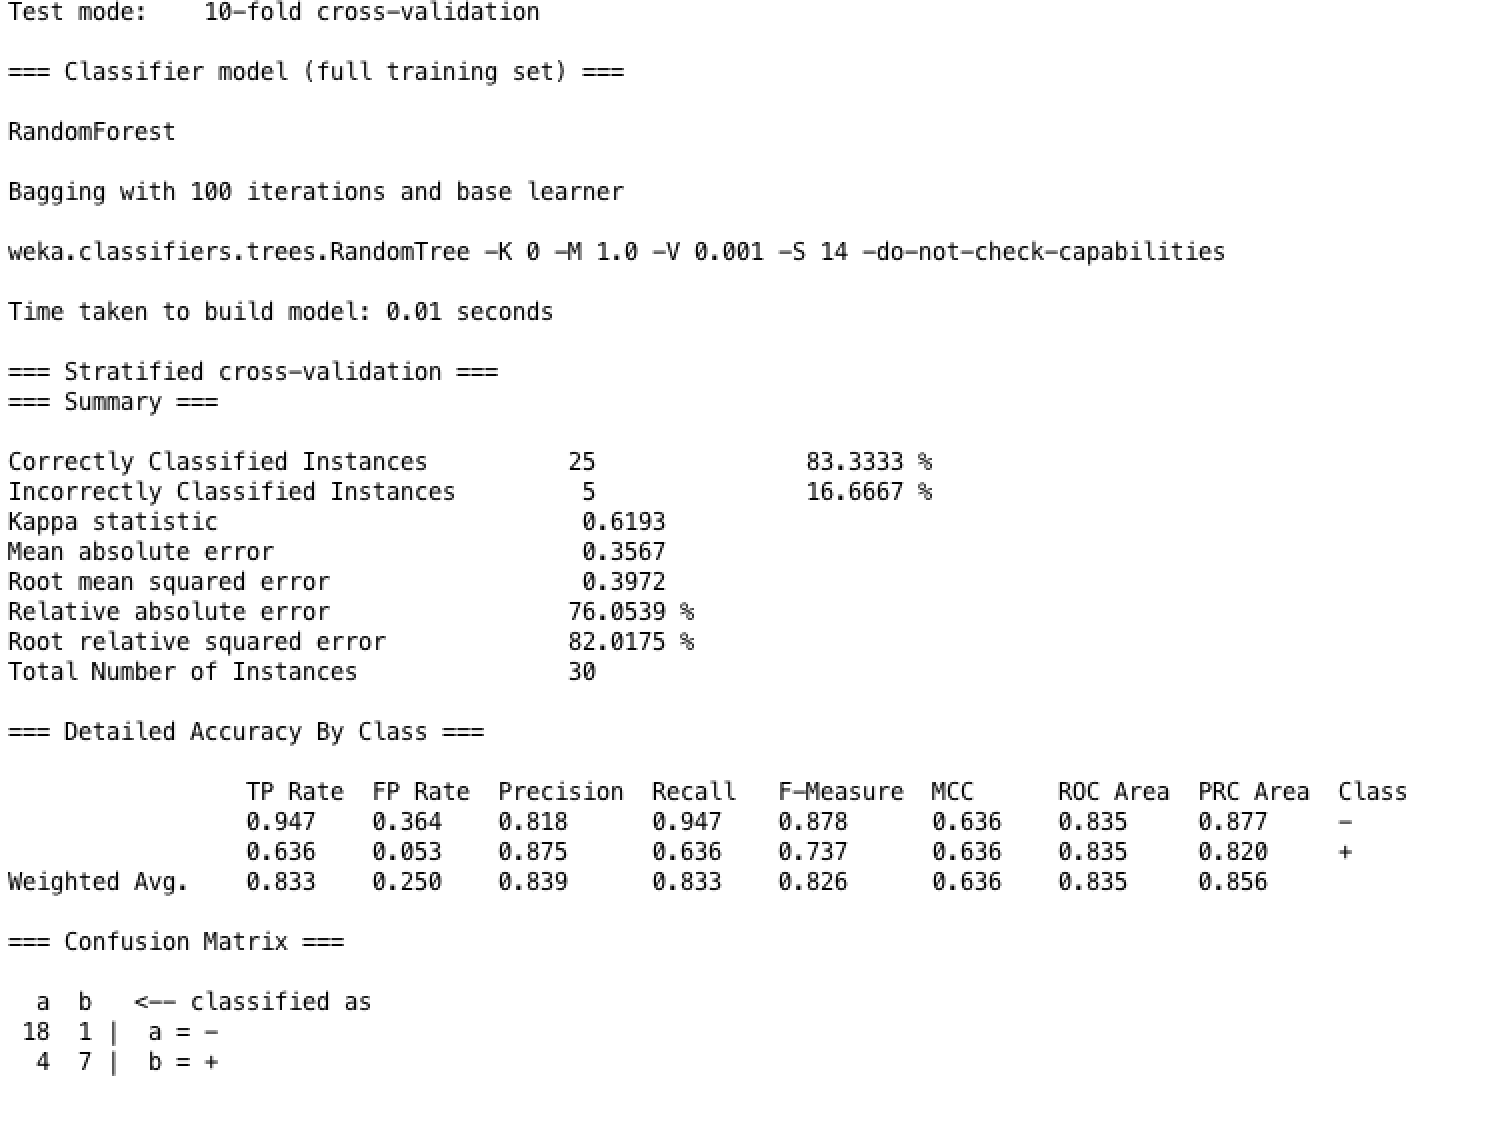 Test mode:    10-fold cross-validation
=== Classifier model (full training set) ===
RandomForest
Bagging with 100 iterations and base learner
weka.classifiers.trees.RandomTree -K 0 -M 1.0 -V 0.001 -S 14 -do-not-check-capabilities
Time taken to build model: 0.01 seconds
=== Stratified cross-validation ===
=== Summary ===
Correctly Classified Instances          25               83.3333 %
Incorrectly Classified Instances         5               16.6667 %
Kappa statistic                          0.6193
Mean absolute error                      0.3567
Root mean squared error                  0.3972
Relative absolute error                 76.0539 %
Root relative squared error             82.0175 %
Total Number of Instances               30
=== Detailed Accuracy By Class ===
                 TP Rate  FP Rate  Precision  Recall   F-Measure  MCC      ROC Area  PRC Area  Class
                 0.947    0.364    0.818      0.947    0.878      0.636    0.835     0.877     -
                 0.636    0.053    0.875      0.636    0.737      0.636    0.835     0.820     +
Weighted Avg.    0.833    0.250    0.839      0.833    0.826      0.636    0.835     0.856
=== Confusion Matrix ===
  a  b   <-- classified as
 18  1 |  a = -
  4  7 |  b = +